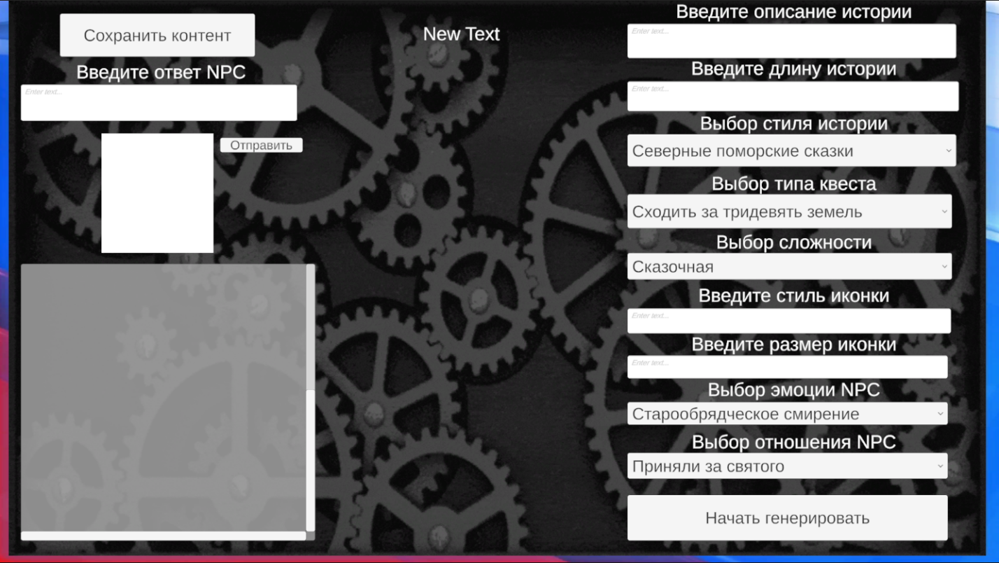 Сохранить контент
Введите ответ NPC
Enter text...
Отправить
New Text
Введите описание истории
Enter text...
Введите длину истории
Enter text...
Выбор стиля истории
Северные поморские сказки
Выбор типа квеста
Сходить за тридевять земель
Выбор сложности
Сказочная
Введите стиль иконки
Enter text...
Введите размер иконки
Enter text...
Выбор эмоции NPC
Старообрядческое смирение
Выбор отношения NPC
Приняли за святого
Начать генерировать